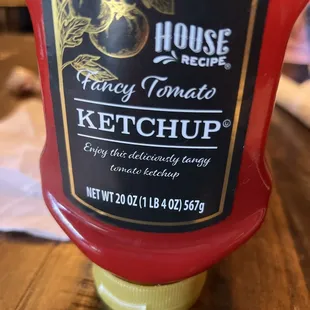 HOUSE
RECIPE®
Fancy Tomato
KETCHUP
Enjoy this deliciously tangy
tomato ketchup
NET WT 20 OZ (1 LB 4 OZ) 567g